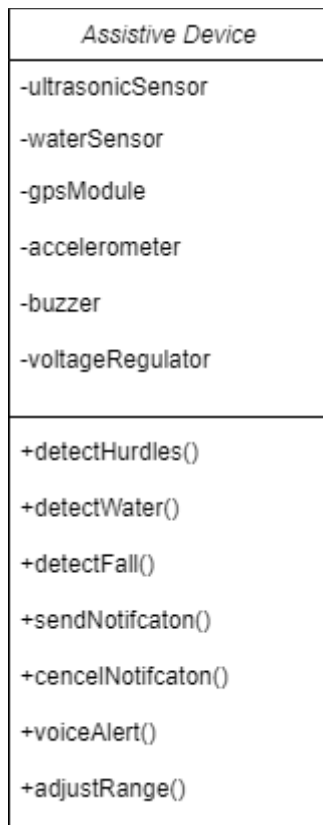 Assistive Device
-ultrasonicSensor
-waterSensor
-gpsModule
-accelerometer
-buzzer
-voltageRegulator
+detectHurdles()
+detectWater()
+detectFall()
+sendNotifcaton()
+cencelNotifcaton()
+voiceAlert()
+adjustRange()